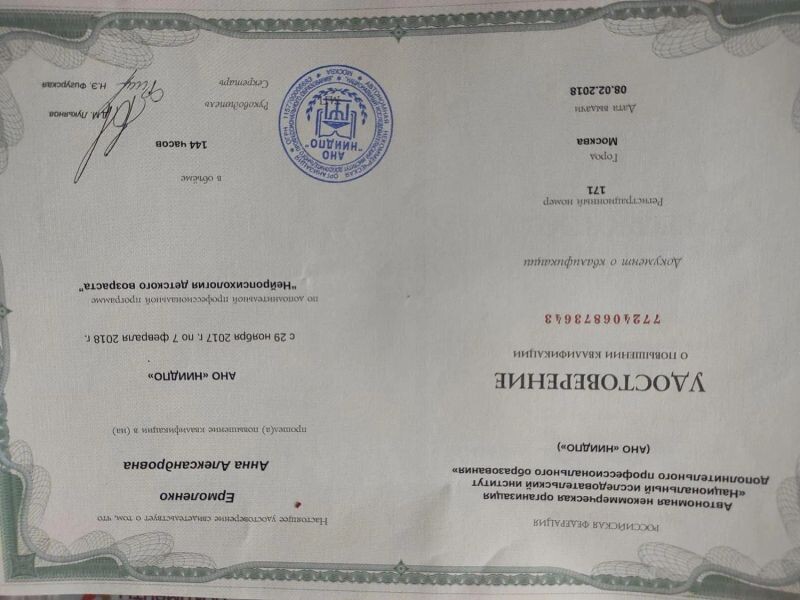 РОССИЙСКАЯ ФЕДЕРАЦИЯ
Автономная некоммерческая организация
«Национальный исследовательский институт
дополнительного профессионального образования»
(АНО «НИИДПО»)
УДОСТОВЕРЕНИЕ
О ПОВЫШЕНИИ КВАЛИФИКАЦИИ
772406873643
Документ о квалификации
Регистрационный номер
171
Город
Москва
Дата выдачи
08.02.2018
Настоящее удостоверение свидетельствует о том, что
Ермоленко
Анна Александровна
прошел(а) повышение квалификации в (на)
АНО «НИИДПО»
с 29 ноября 2017 г. по 7 февраля 2018 г.
по дополнительной профессиональной программе
"Нейропсихология детского возраста"
в объёме
144 часов
Руководитель
Д.М. Лукьянов
Секретарь
Н.Э. Фигурская
АНО
"НИИДПО"
МОСКВА